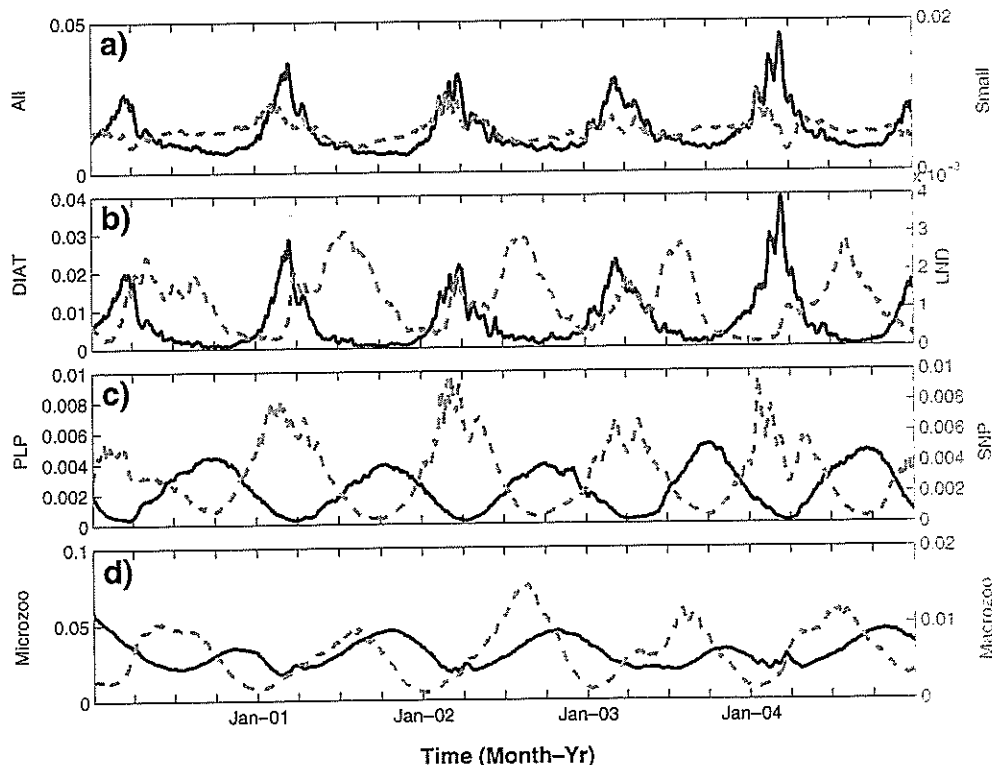 a)
0.05
0
All
0.02
0
Small
×10⁻³
b)
0.04
0.03
0.02
0.01
0
DIAT
4
3
2
1
0
LND
c)
0.01
0.008
0.006
0.004
0.002
0
PLP
0.01
0.008
0.006
0.004
0.002
0
SNP
d)
0.1
0.05
0
Microzoo
0.02
0.01
0
Macrozoo
Jan–01 Jan–02 Jan–03 Jan–04
Time (Month–Yr)